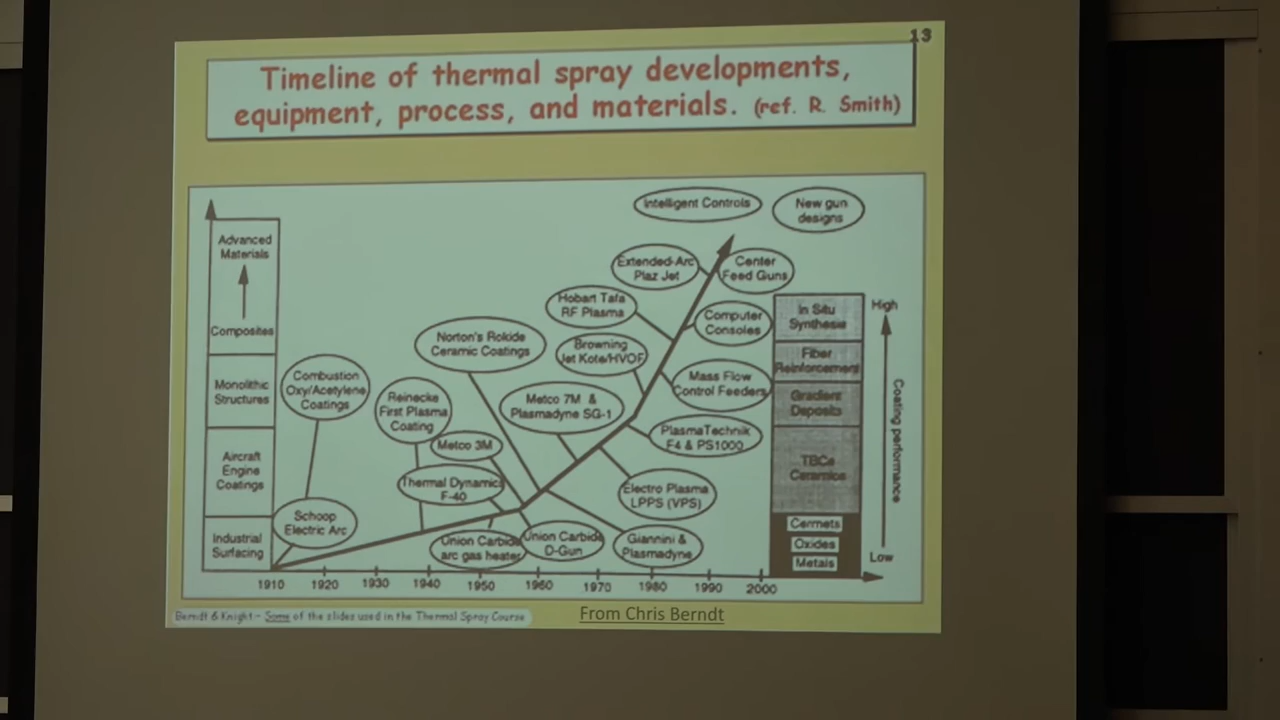 13
Timeline of thermal spray developments,
equipment, process, and materials. (ref. R. Smith)
Intelligent Controls
New gun
designs
Advanced
Materials
Composites
Monolithic
Structures
Aircraft
Engine
Coatings
Industrial
Surfacing
Combustion
Oxy/Acetylene
Coatings
Schoop
Electric Arc
Reinecke
First Plasma
Coating
Metco 3M
Thermal Dynamics
F-40
Union Carbide
arc gas heater
Norton's Rokide
Ceramic Coatings
Union Carbide
D-Gun
Metco 7M &
Plasmadyne SG-1
Giannini &
Plasmadyne
Browning
Jet Kote/HVOF
Hobart Tafa
RF Plasma
Electro Plasma
LPPS (VPS)
PlasmaTechnik
F4 & PS1000
Mass Flow
Control Feeders
Computer
Consoles
Extended-Arc
Plaz Jet
Center
Feed Guns
In Situ
Synthesis
Fiber
Reinforcement
Gradient
Deposits
TBCs
Ceramics
Cermets
Oxides
Metals
High
Coating performance
Low
1910 1920 1930 1940 1950 1960 1970 1980 1990 2000
Berndt & Knight - Some of the slides used in the Thermal Spray Course
From Chris Berndt